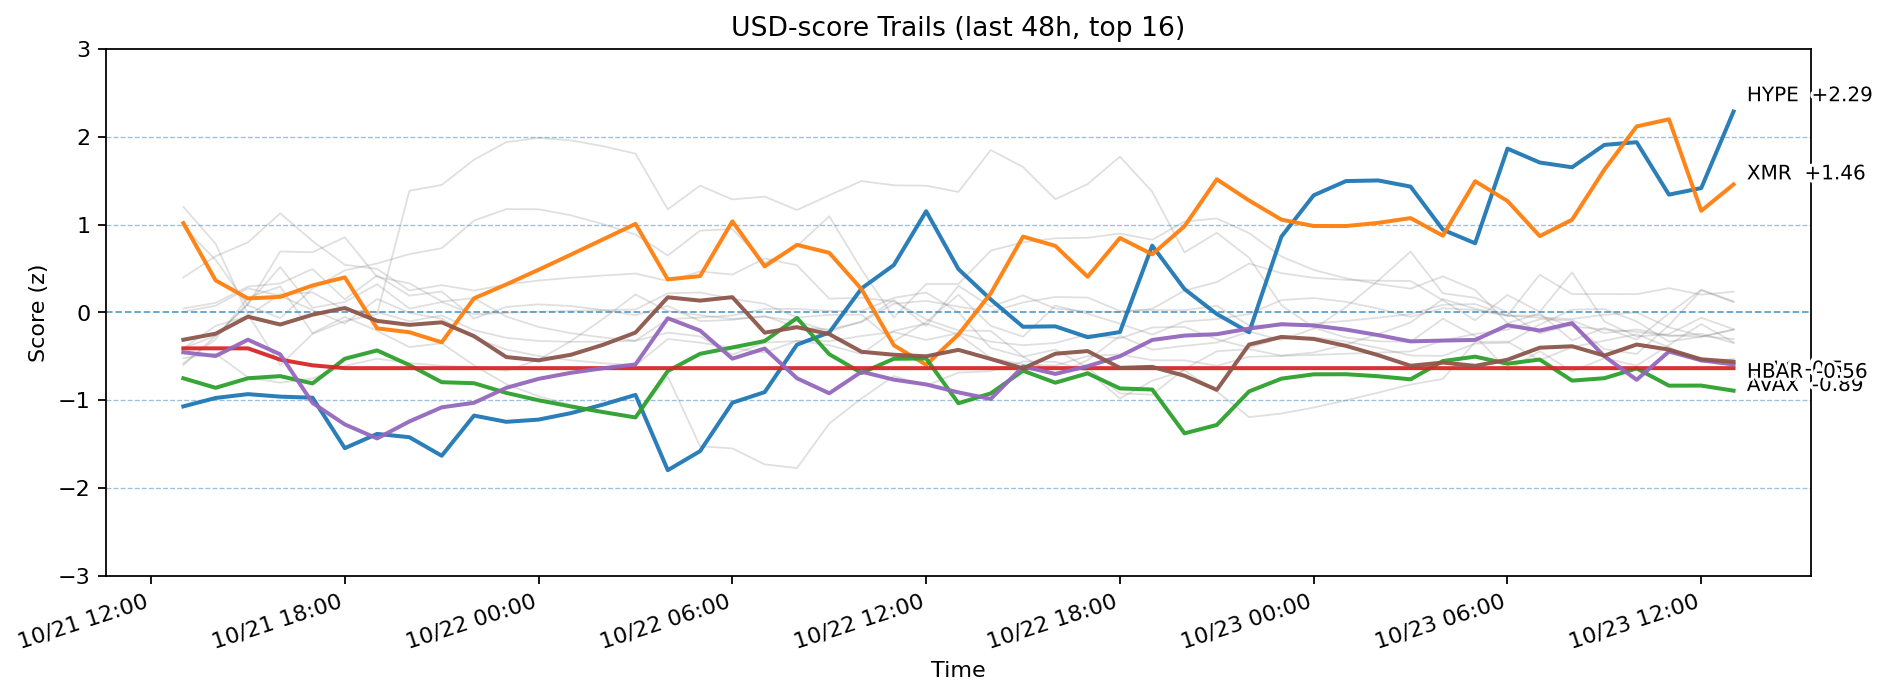 USD-score Trails (last 48h, top 16)
Score (z)
3
2
1
0
−1
−2
−3
HYPE +2.29
XMR +1.46
HBAR -0.56
AVAX -0.89
10/21 12:00
10/21 18:00
10/22 00:00
10/22 06:00
10/22 12:00
10/22 18:00
10/23 00:00
10/23 06:00
10/23 12:00
Time